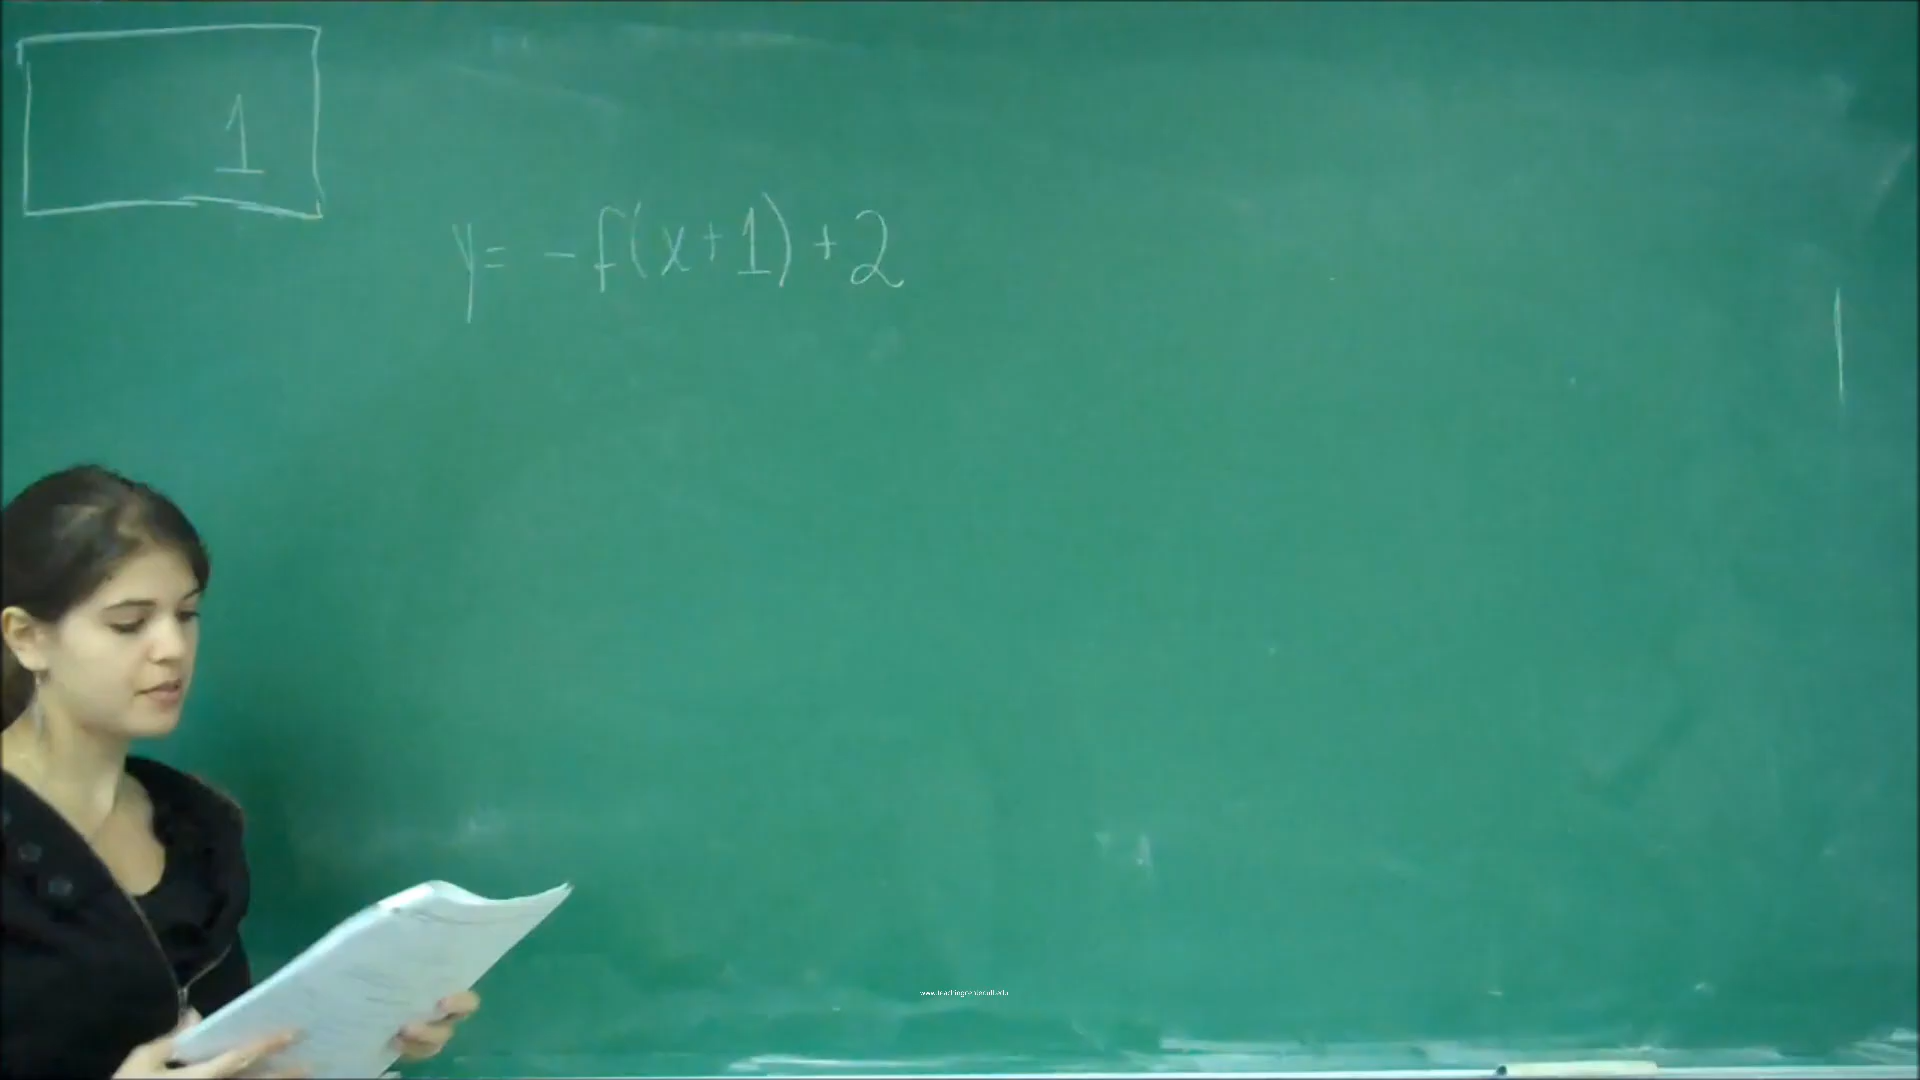 1
y = - f(x+1) + 2